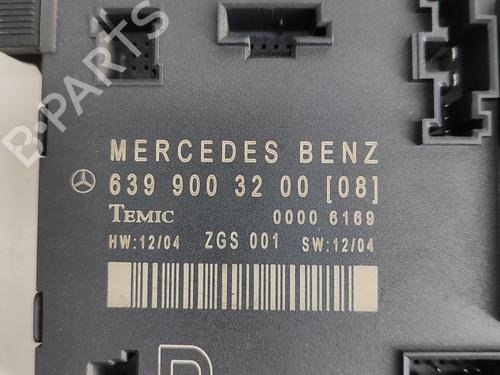 B-PARTS
MERCEDES BENZ
639 900 32 00 [08]
TEMIC 0000 6169
HW:12/04 ZGS 001 SW:12/04